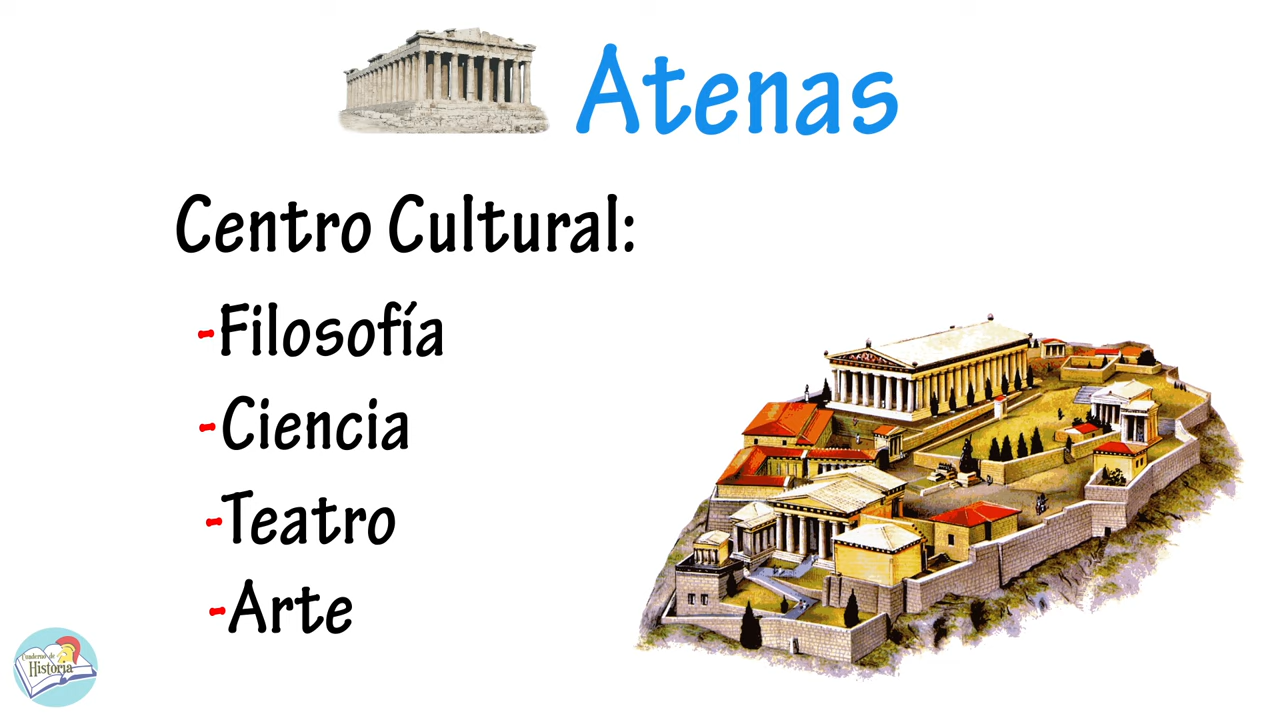 Atenas
Centro Cultural:
-Filosofía
-Ciencia
-Teatro
-Arte
Cuaderno de
Historia